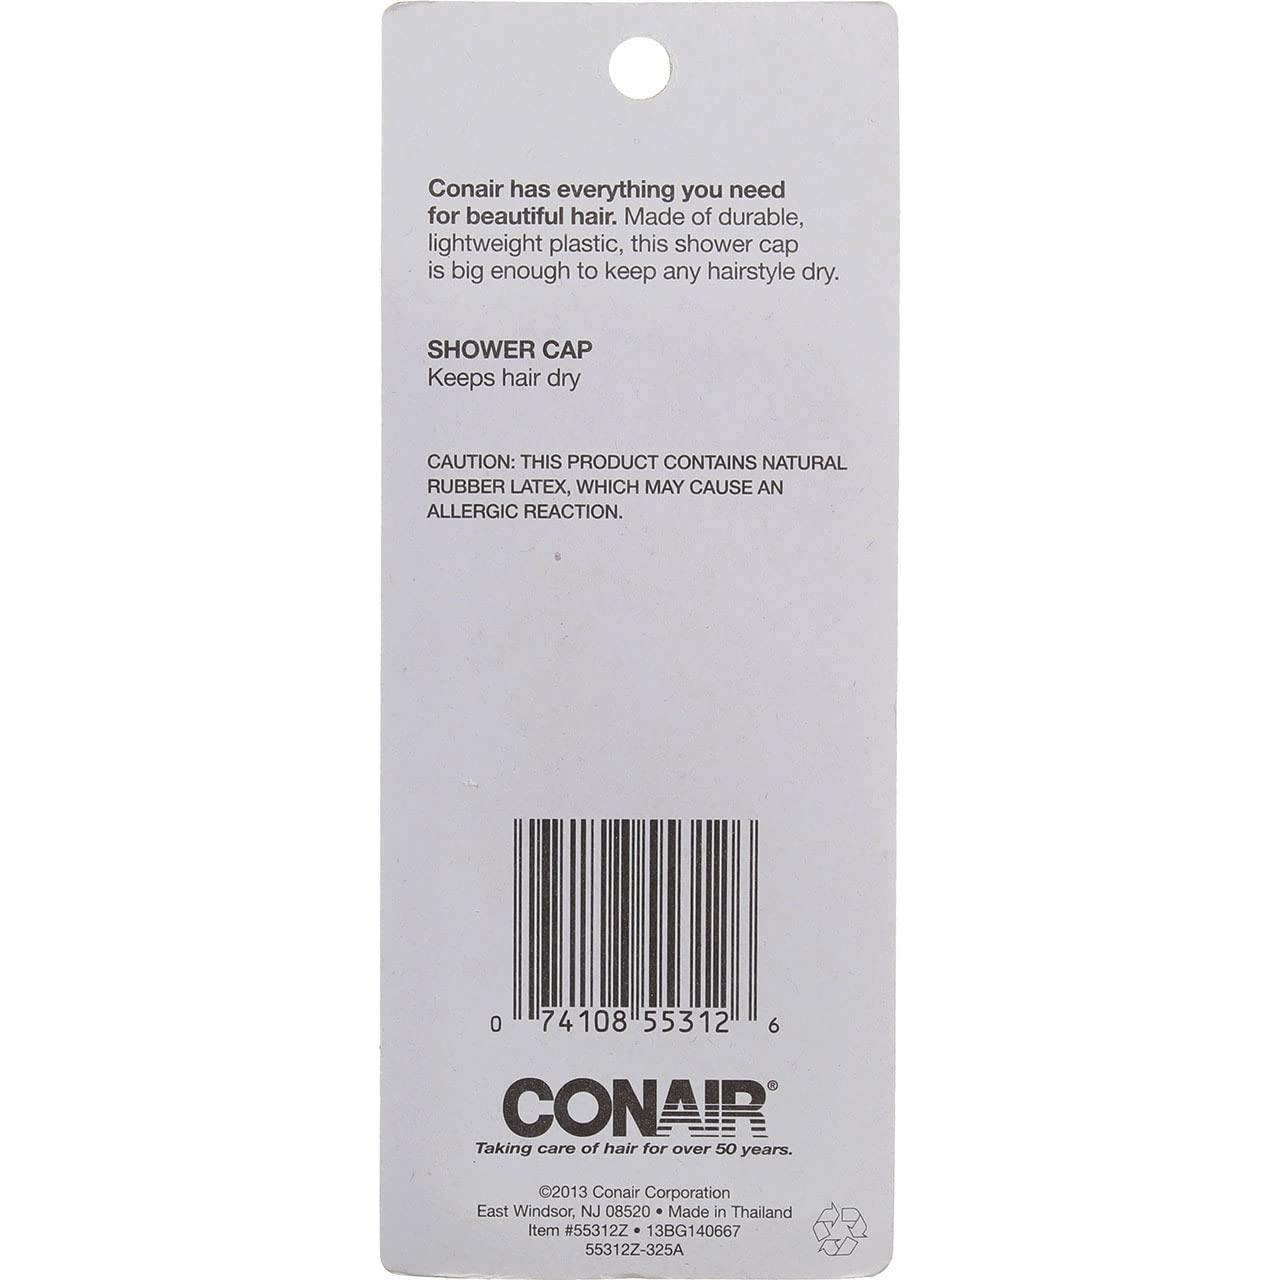 Conair has everything you need
for beautiful hair. Made of durable,
lightweight plastic, this shower cap
is big enough to keep any hairstyle dry.
SHOWER CAP
Keeps hair dry
CAUTION: THIS PRODUCT CONTAINS NATURAL
RUBBER LATEX, WHICH MAY CAUSE AN
ALLERGIC REACTION.
0 74108 55312 6
CONAIR®
Taking care of hair for over 50 years.
©2013 Conair Corporation
East Windsor, NJ 08520 • Made in Thailand
Item #55312Z • 13BG140667
55312Z-325A